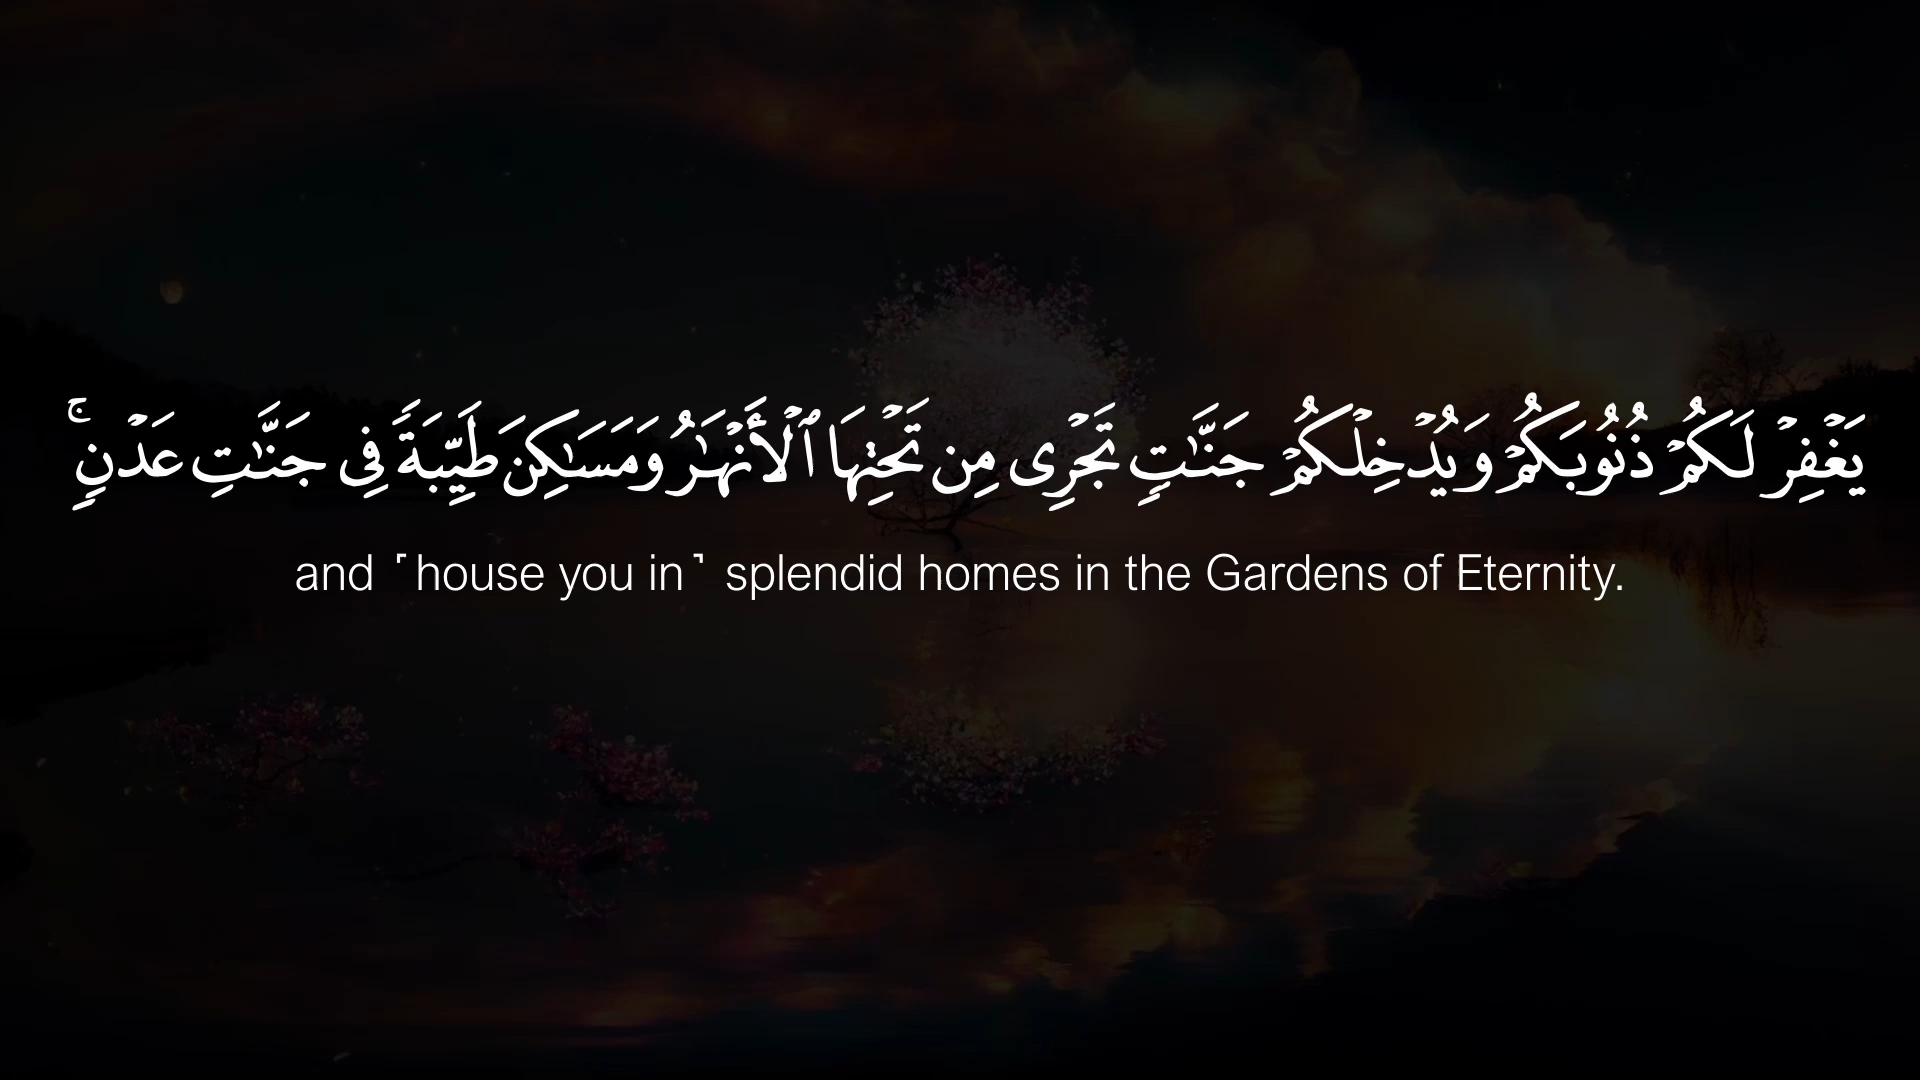 يَغْفِرْ لَكُمْ ذُنُوبَكُمْ وَيُدْخِلْكُمْ جَنَّـٰتٍ تَجْرِى مِن تَحْتِهَا ٱلْأَنْهَـٰرُ وَمَسَـٰكِنَ طَيِّبَةً فِى جَنَّـٰتِ عَدْنٍ ۚ
and ˹house you in˺ splendid homes in the Gardens of Eternity.